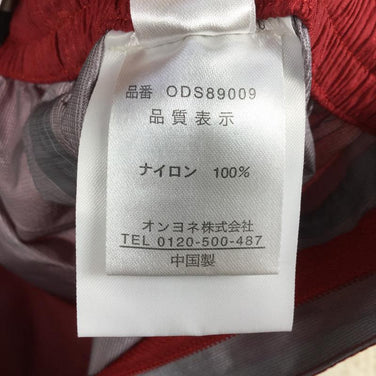 品番 ODS89009
品質表示
ナイロン 100%
オンヨネ株式会社
TEL 0120-500-487
中国製